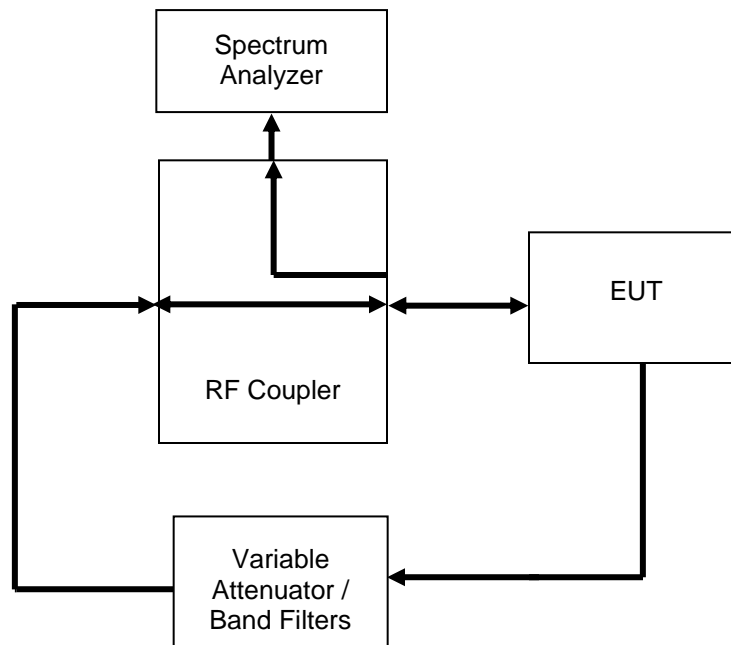 Spectrum
Analyzer
EUT
RF Coupler
Variable
Attenuator /
Band Filters